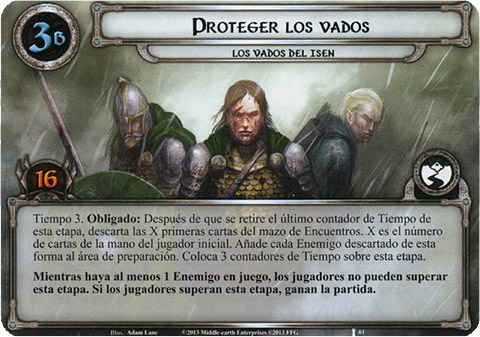 3B
PROTEGER LOS VADOS
LOS VADOS DEL ISEN
16
Tiempo 3. Obligado: Después de que se retire el último contador de Tiempo de
esta etapa, descarta las X primeras cartas del mazo de Encuentros. X es el número
de cartas de la mano del jugador inicial. Añade cada Enemigo descartado de esta
forma al área de preparación. Coloca 3 contadores de Tiempo sobre esta etapa.
Mientras haya al menos 1 Enemigo en juego, los jugadores no pueden superar
esta etapa. Si los jugadores superan esta etapa, ganan la partida.
Illus. Adam Lane ©2013 Middle-earth Enterprises ©2013 FFG 61